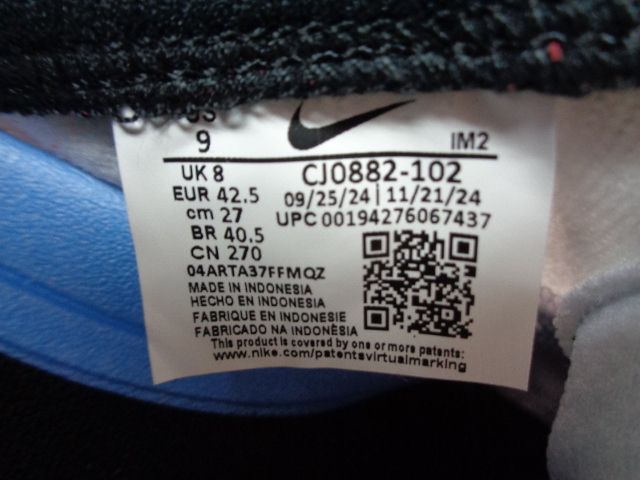 US
9
IM2
UK 8
EUR 42.5
cm 27
BR 40.5
CN 270
CJ0882-102
09/25/24 | 11/21/24
UPC 00194276067437
04ARTA37FFMQZ
MADE IN INDONESIA
HECHO EN INDONESIA
FABRIQUE EN INDONESIE
FABRICADO NA INDONÈSIA
This product is covered by one or more patents:
www.nike.com/patentsvirtualmarking